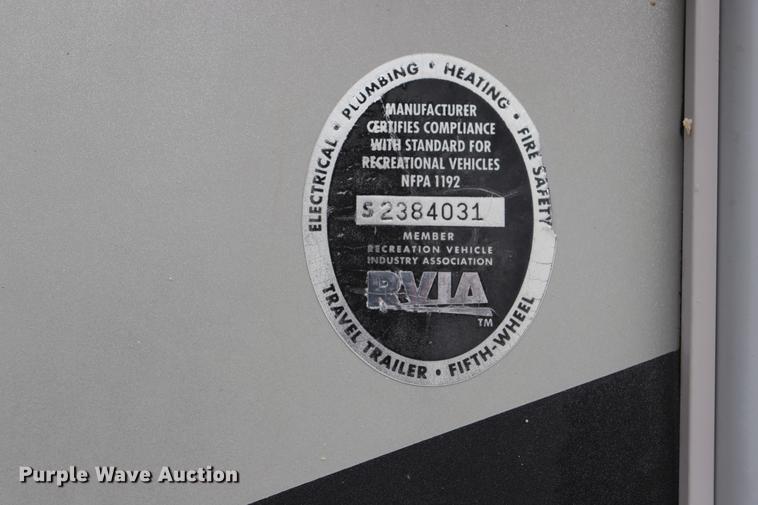 ELECTRICAL • PLUMBING • HEATING • FIRE SAFETY
MANUFACTURER
CERTIFIES COMPLIANCE
WITH STANDARD FOR
RECREATIONAL VEHICLES
NFPA 1192
S 2384031
MEMBER
RECREATION VEHICLE
INDUSTRY ASSOCIATION
RVIA
TM
TRAVEL TRAILER • FIFTH-WHEEL
Purple Wave Auction